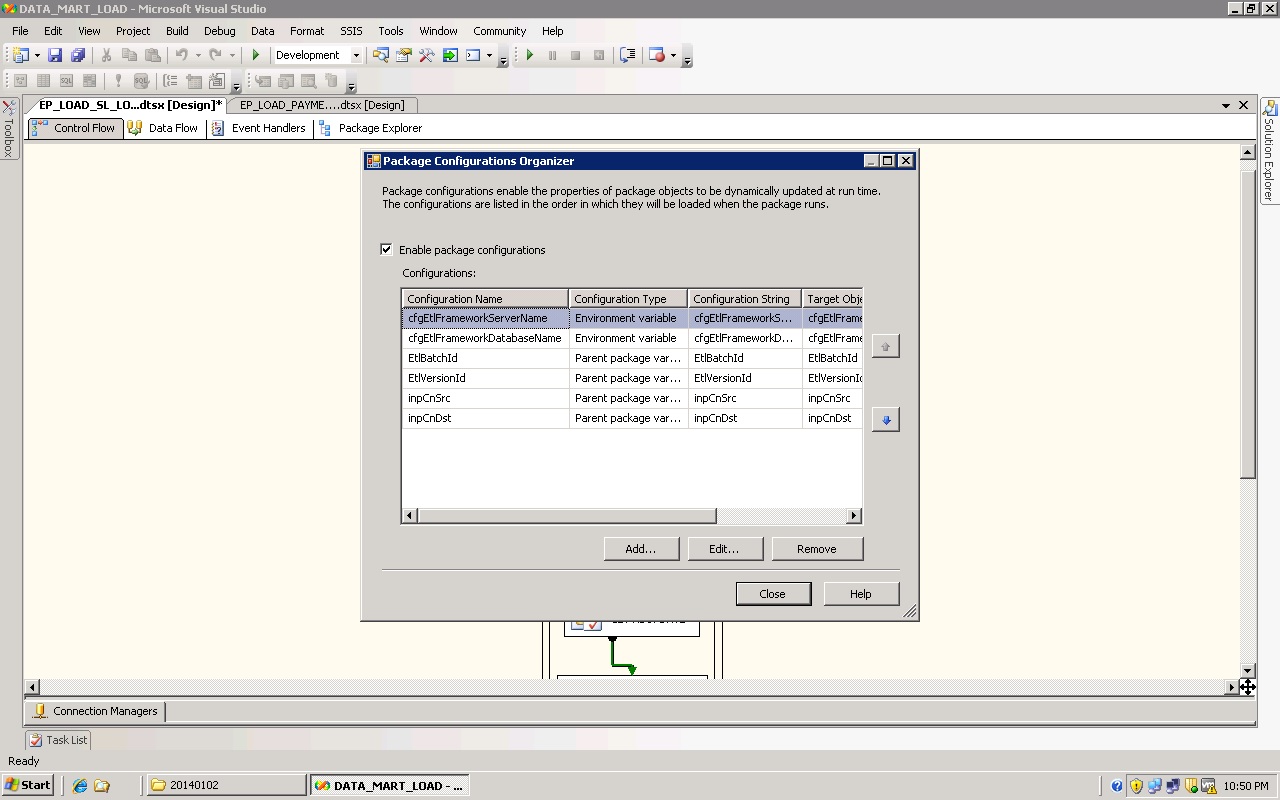 DATA_MART_LOAD - Microsoft Visual Studio
File Edit View Project Build Debug Data Format SSIS Tools Window Community Help
Development
EP_LOAD_SL_LO...dtsx [Design]* EP_LOAD_PAYME....dtsx [Design]
Control Flow Data Flow Event Handlers Package Explorer
Toolbox
Solution Explorer
Package Configurations Organizer
Package configurations enable the properties of package objects to be dynamically updated at run time.
The configurations are listed in the order in which they will be loaded when the package runs.
Enable package configurations
Configurations:
Configuration Name Configuration Type Configuration String Target Obje
cfgEtlFrameworkServerName Environment variable cfgEtlFrameworkS... cfgEtlFrame
cfgEtlFrameworkDatabaseName Environment variable cfgEtlFrameworkD... cfgEtlFrame
EtlBatchId Parent package var... EtlBatchId EtlBatchId
EtlVersionId Parent package var... EtlVersionId EtlVersionId
inpCnSrc Parent package var... inpCnSrc inpCnSrc
inpCnDst Parent package var... inpCnDst inpCnDst
Add... Edit... Remove
Close Help
Connection Managers
Task List
Ready
Start 20140102 DATA_MART_LOAD - ... 10:50 PM